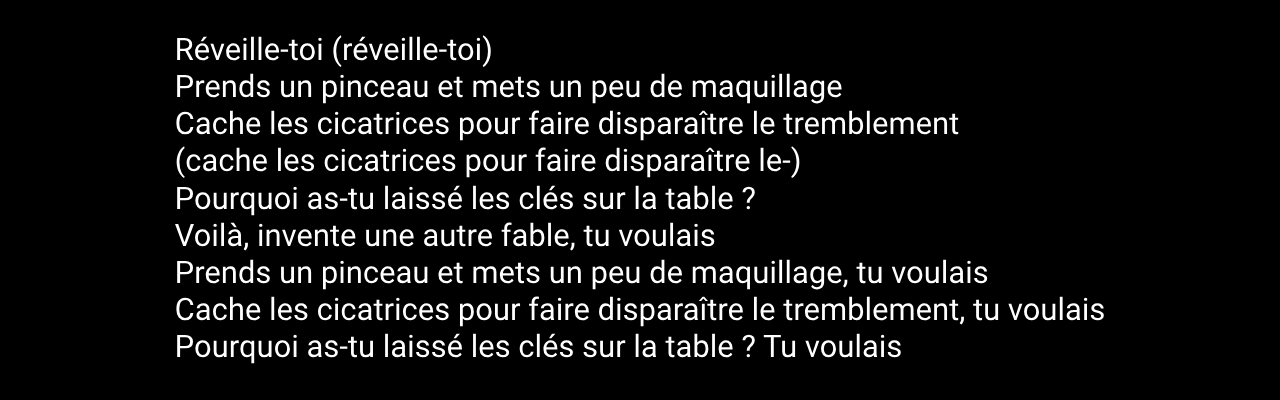 Réveille-toi (réveille-toi)
Prends un pinceau et mets un peu de maquillage
Cache les cicatrices pour faire disparaître le tremblement
(cache les cicatrices pour faire disparaître le-)
Pourquoi as-tu laissé les clés sur la table ?
Voilà, invente une autre fable, tu voulais
Prends un pinceau et mets un peu de maquillage, tu voulais
Cache les cicatrices pour faire disparaître le tremblement, tu voulais
Pourquoi as-tu laissé les clés sur la table ? Tu voulais